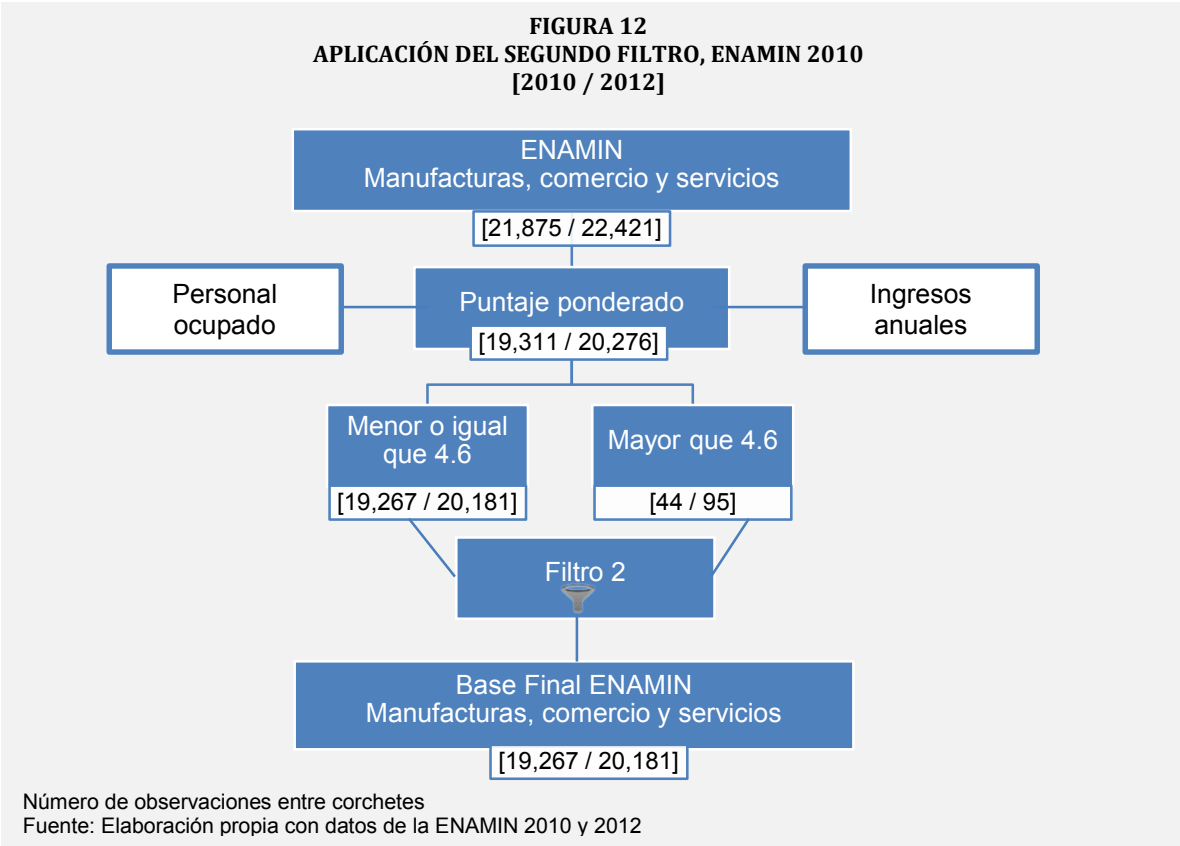 FIGURA 12
APLICACIÓN DEL SEGUNDO FILTRO, ENAMIN 2010
[2010 / 2012]
ENAMIN
Manufacturas, comercio y servicios
[21,875 / 22,421]
Personal
ocupado
Puntaje ponderado
[19,311 / 20,276]
Ingresos
anuales
Menor o igual
que 4.6
[19,267 / 20,181]
Mayor que 4.6
[44 / 95]
Filtro 2
Base Final ENAMIN
Manufacturas, comercio y servicios
[19,267 / 20,181]
Número de observaciones entre corchetes
Fuente: Elaboración propia con datos de la ENAMIN 2010 y 2012